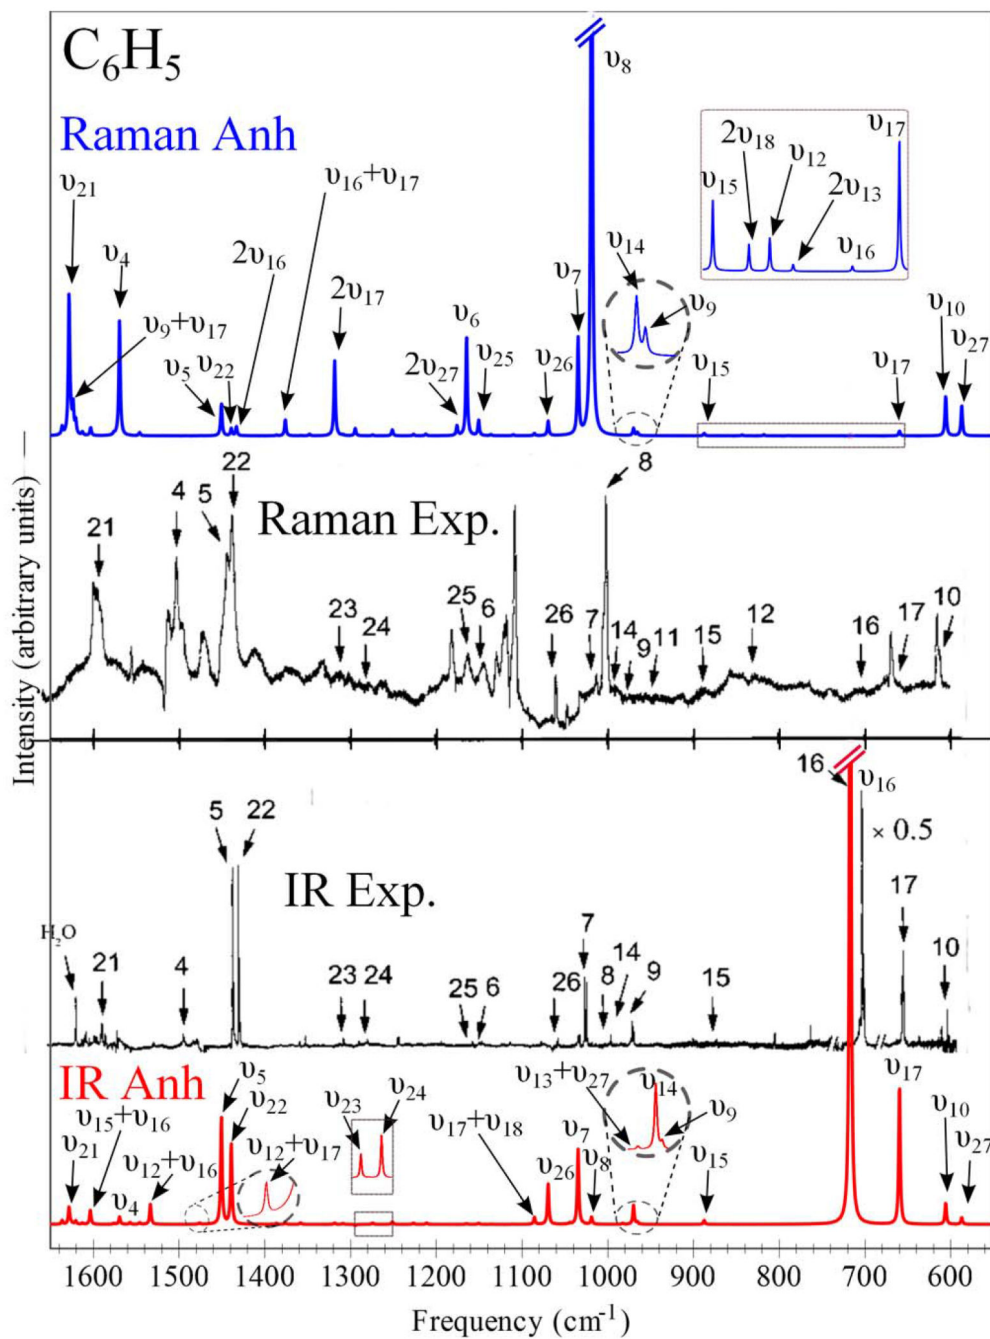 C₆H₅
Raman Anh
υ₈
υ₂₁
υ₄
υ₉+υ₁₇
υ₅
υ₂₂
2υ₁₆
υ₁₆+υ₁₇
2υ₁₇
2υ₂₇
υ₆
υ₂₅
υ₂₆
υ₇
υ₁₄
υ₉
υ₁₅
2υ₁₈
υ₁₂
2υ₁₃
υ₁₆
υ₁₇
υ₁₅
υ₁₇
υ₁₀
υ₂₇
Raman Exp.
21
4
5
22
23
24
25
6
26
7
8
14
9
11
15
12
16
17
10
IR Exp.
H₂O
21
4
5
22
23
24
25
6
26
7
8
14
9
15
16
υ₁₆
× 0.5
17
10
IR Anh
υ₂₁
υ₁₅+υ₁₆
υ₄
υ₁₂+υ₁₆
υ₅
υ₂₂
υ₁₂+υ₁₇
υ₂₃
υ₂₄
υ₁₇+υ₁₈
υ₂₆
υ₇
υ₈
υ₁₃+υ₂₇
υ₁₄
υ₉
υ₁₅
υ₁₇
υ₁₀
υ₂₇
Intensity (arbitrary units)
1600 1500 1400 1300 1200 1100 1000 900 800 700 600
Frequency (cm⁻¹)